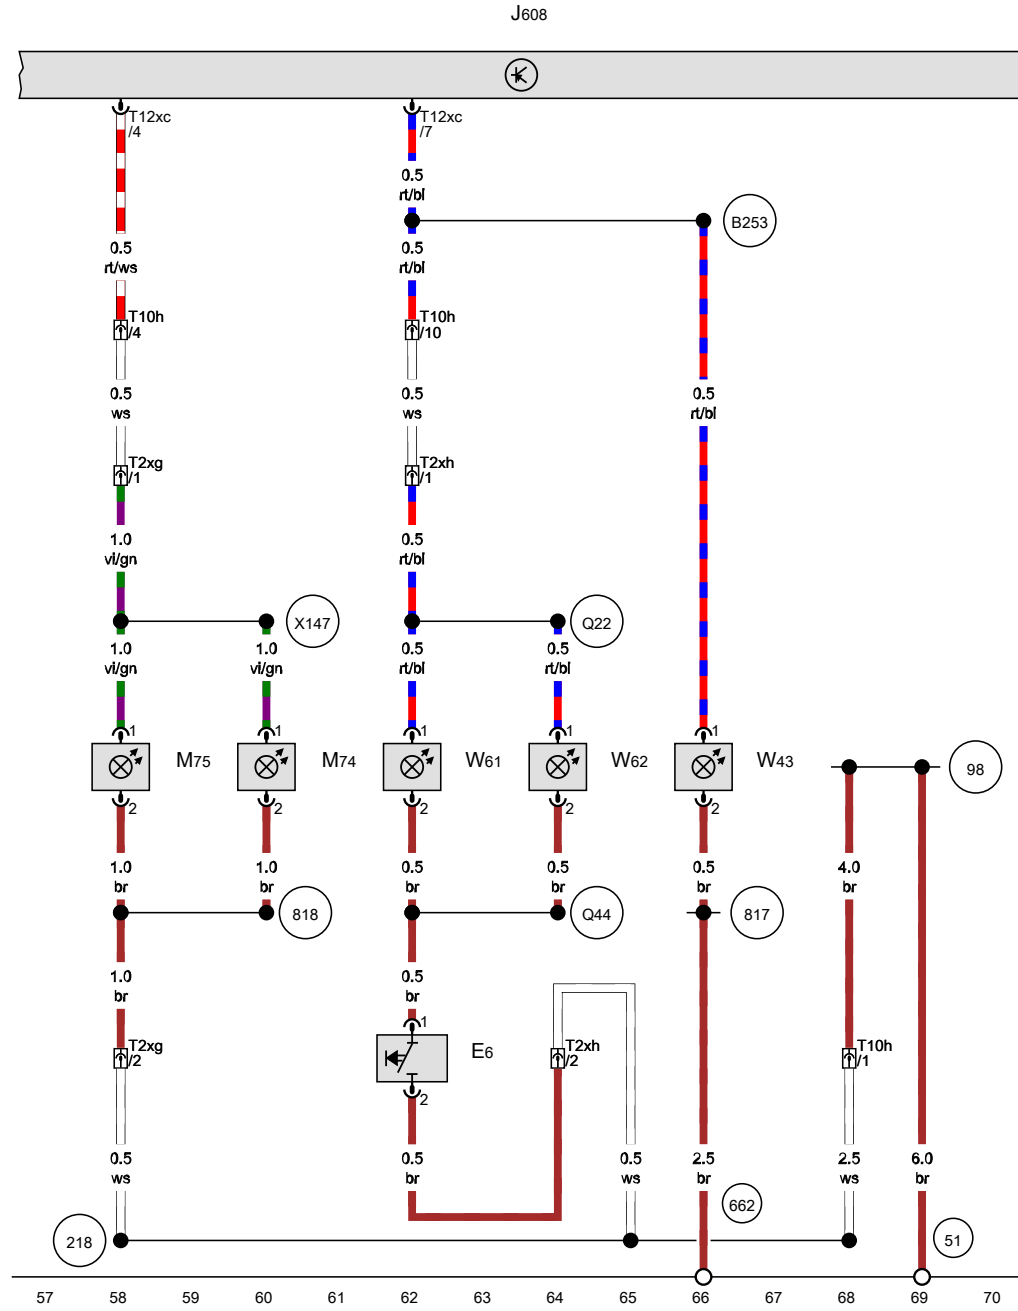 J608
T12xc
/4
T12xc
/7
0.5
rt/bl
B253
0.5
rt/ws
0.5
rt/bl
T10h
/4
T10h
/10
0.5
ws
0.5
ws
0.5
rt/bl
T2xg
/1
T2xh
/1
1.0
vi/gn
0.5
rt/bl
X147
Q22
1.0
vi/gn
1.0
vi/gn
0.5
rt/bl
0.5
rt/bl
1
1
1
1
1
M75
M74
W61
W62
W43
98
2
2
2
2
2
1.0
br
1.0
br
0.5
br
0.5
br
0.5
br
4.0
br
818
Q44
817
1.0
br
0.5
br
1
T2xg
/2
E6
T2xh
/2
T10h
/1
2
0.5
ws
0.5
br
0.5
ws
2.5
br
2.5
ws
6.0
br
662
218
51
57 58 59 60 61 62 63 64 65 66 67 68 69 70